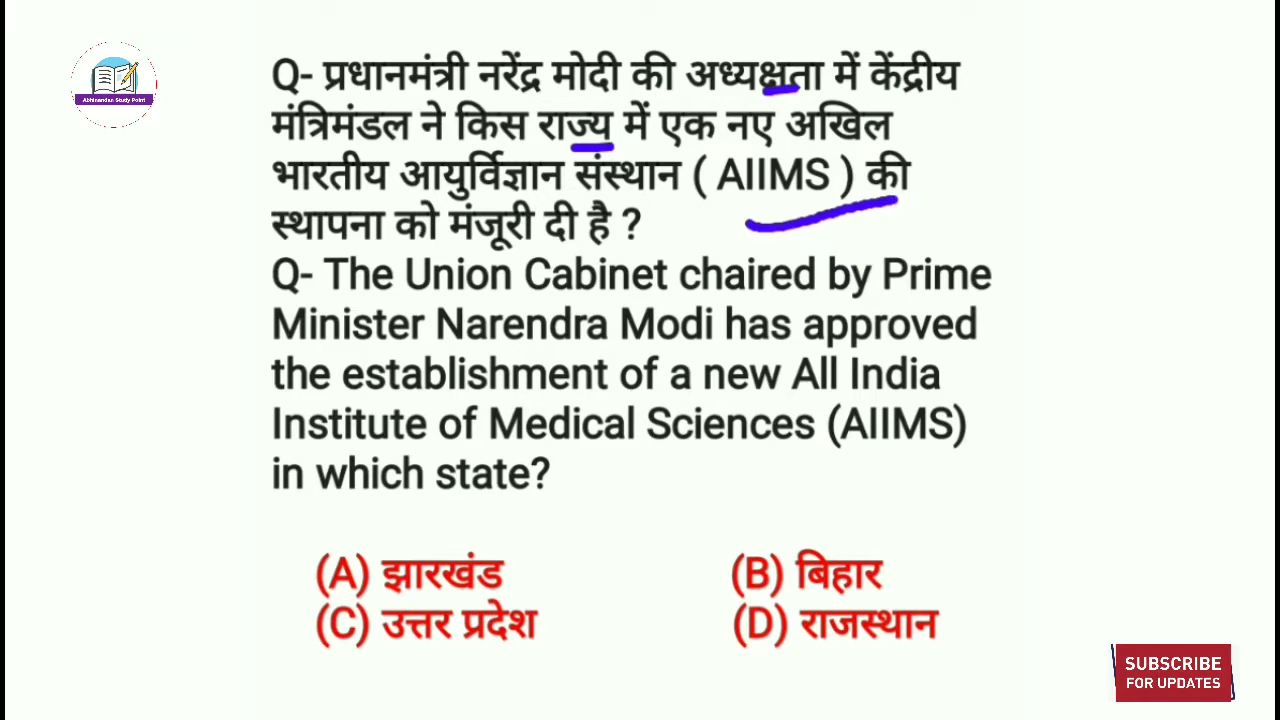 Abhinandan Study Point
Q- प्रधानमंत्री नरेंद्र मोदी की अध्यक्षता में केंद्रीय
मंत्रिमंडल ने किस राज्य में एक नए अखिल
भारतीय आयुर्विज्ञान संस्थान ( AIIMS ) की
स्थापना को मंजूरी दी है ?
Q- The Union Cabinet chaired by Prime
Minister Narendra Modi has approved
the establishment of a new All India
Institute of Medical Sciences (AIIMS)
in which state?
(A) झारखंड (B) बिहार
(C) उत्तर प्रदेश (D) राजस्थान
SUBSCRIBE
FOR UPDATES